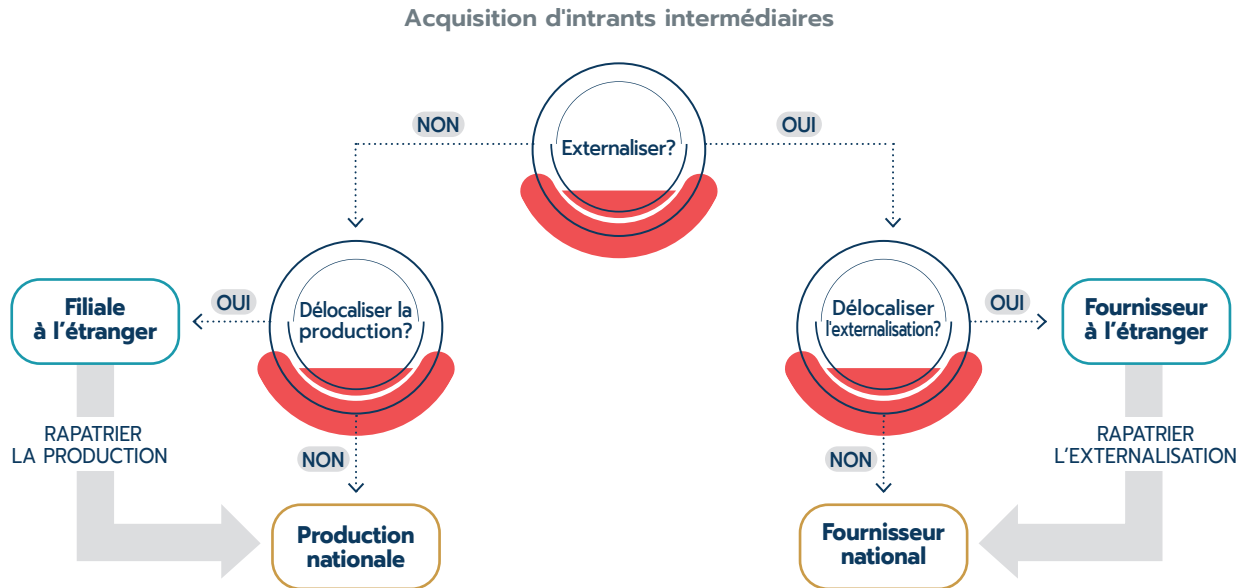 Acquisition d'intrants intermédiaires
NON
OUI
Externaliser?
Filiale
à l’étranger
OUI
Délocaliser la
production?
Délocaliser
l'externalisation?
OUI
Fournisseur
à l’étranger
RAPATRIER
LA PRODUCTION
NON
NON
RAPATRIER
L’EXTERNALISATION
Production
nationale
Fournisseur
national